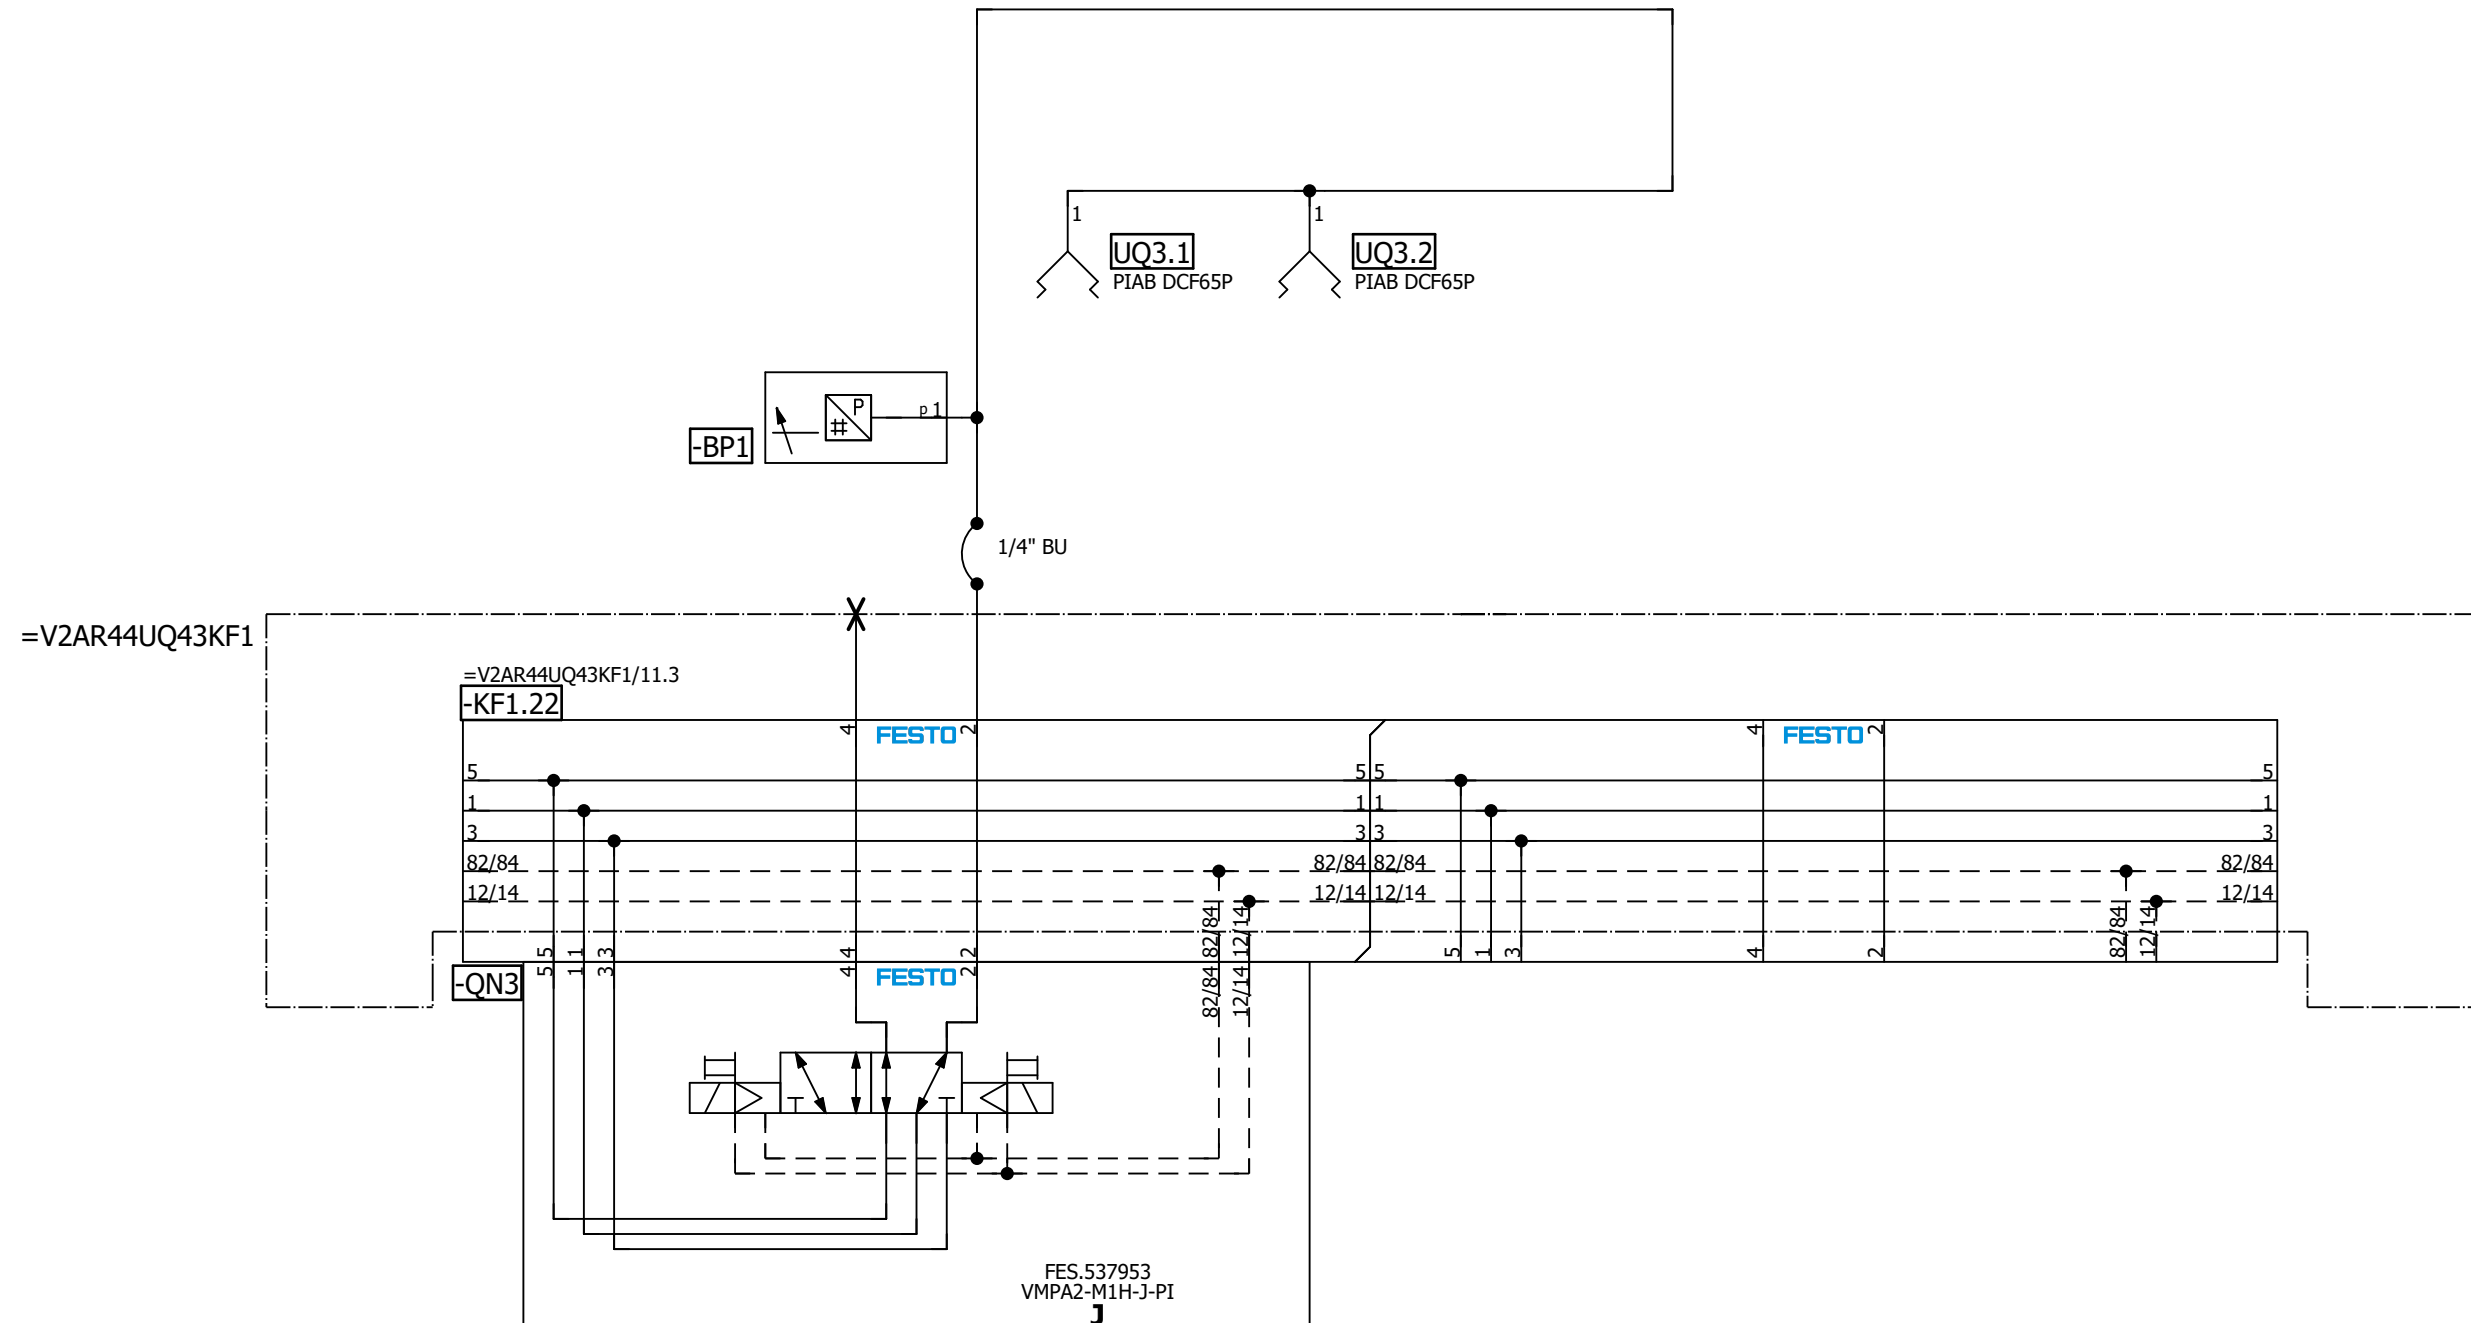 1
1
UQ3.1
UQ3.2
PIAB DCF65P
PIAB DCF65P
P
#
p 1
-BP1
1/4" BU
=V2AR44UQ43KF1
=V2AR44UQ43KF1/11.3
-KF1.22
4 FESTO 2
4 FESTO 2
5 5 5 5
1 1 1 1
3 3 3 3
82/84 82/84 82/84 82/84
12/14 12/14 12/14 12/14
82/84 12/14 82/84 12/14
5 1 3 4 2 5 1 3 4 2
-QN3
5 1 3 4 FESTO 2 82/84 12/14
FES.537953
VMPA2-M1H-J-PI
J